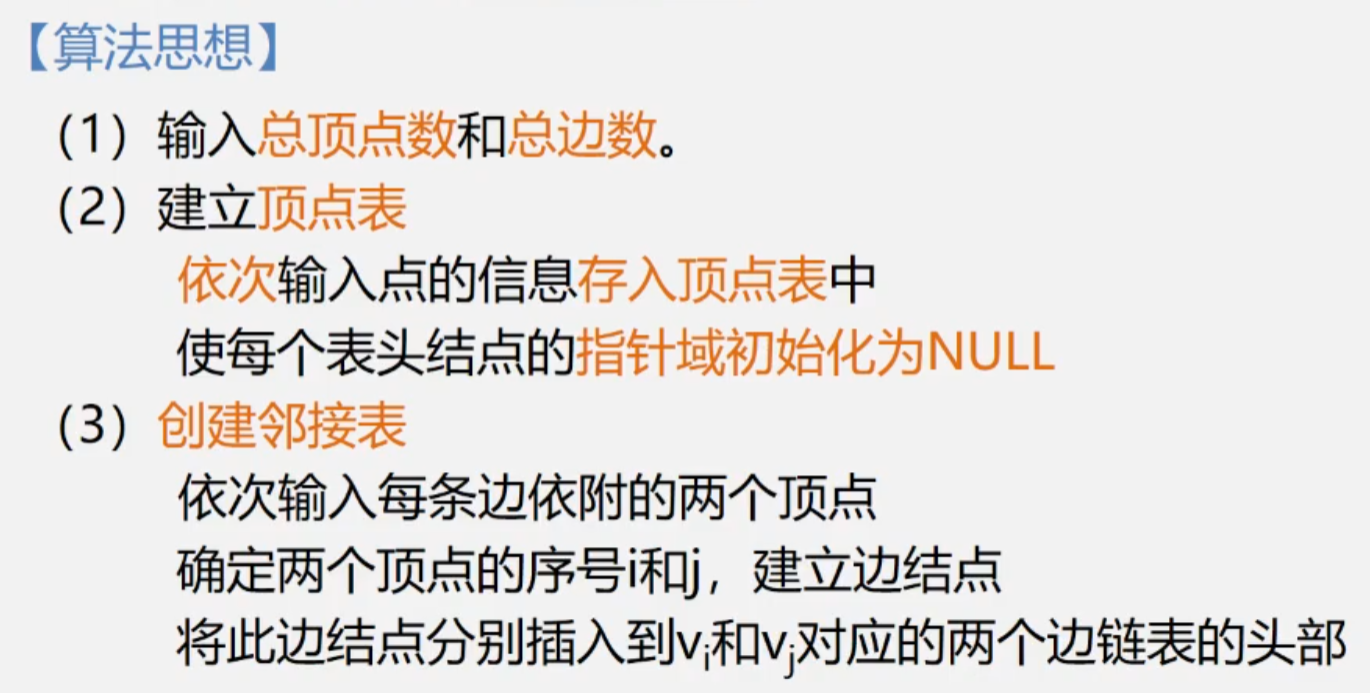 【算法思想】
（1）输入总顶点数和总边数。
（2）建立顶点表
依次输入点的信息存入顶点表中
使每个表头结点的指针域初始化为NULL
（3）创建邻接表
依次输入每条边依附的两个顶点
确定两个顶点的序号i和j，建立边结点
将此边结点分别插入到vi和vj对应的两个边链表的头部